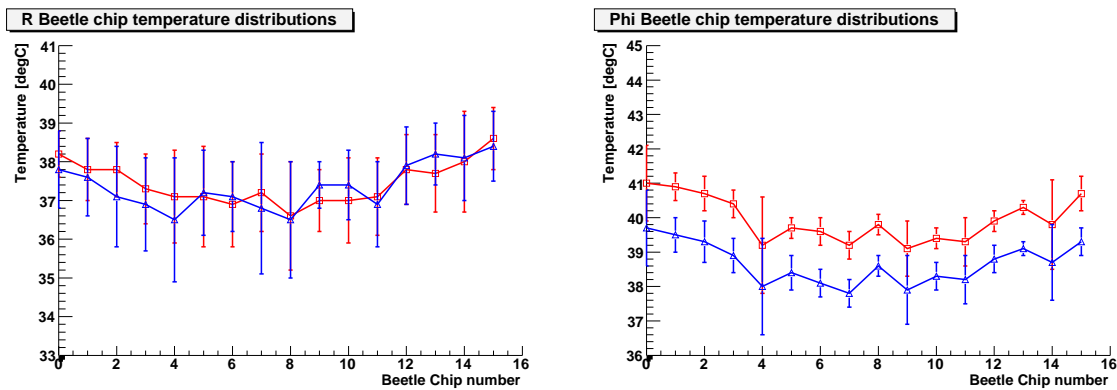 R Beetle chip temperature distributions
Temperature [degC]
41
40
39
38
37
36
35
34
33
0 2 4 6 8 10 12 14 16
Beetle Chip number
Phi Beetle chip temperature distributions
Temperature [degC]
45
44
43
42
41
40
39
38
37
36
0 2 4 6 8 10 12 14 16
Beetle Chip number